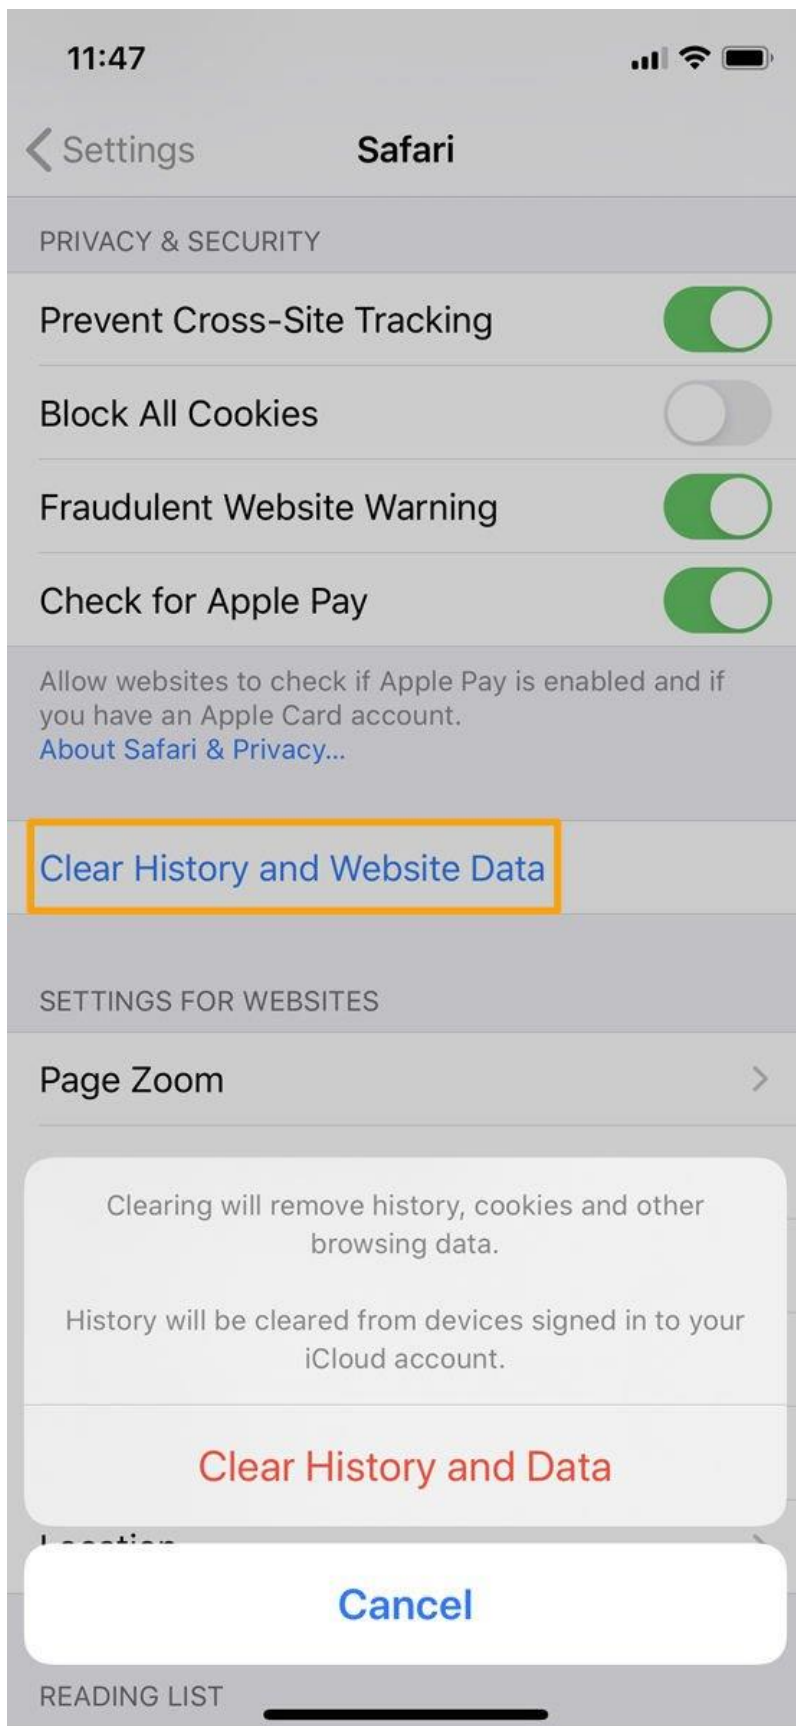 11:47
Settings
Safari
PRIVACY & SECURITY
Prevent Cross-Site Tracking
Block All Cookies
Fraudulent Website Warning
Check for Apple Pay
Allow websites to check if Apple Pay is enabled and if
you have an Apple Card account.
About Safari & Privacy...
Clear History and Website Data
SETTINGS FOR WEBSITES
Page Zoom
Clearing will remove history, cookies and other
browsing data.
History will be cleared from devices signed in to your
iCloud account.
Clear History and Data
Location
Cancel
READING LIST